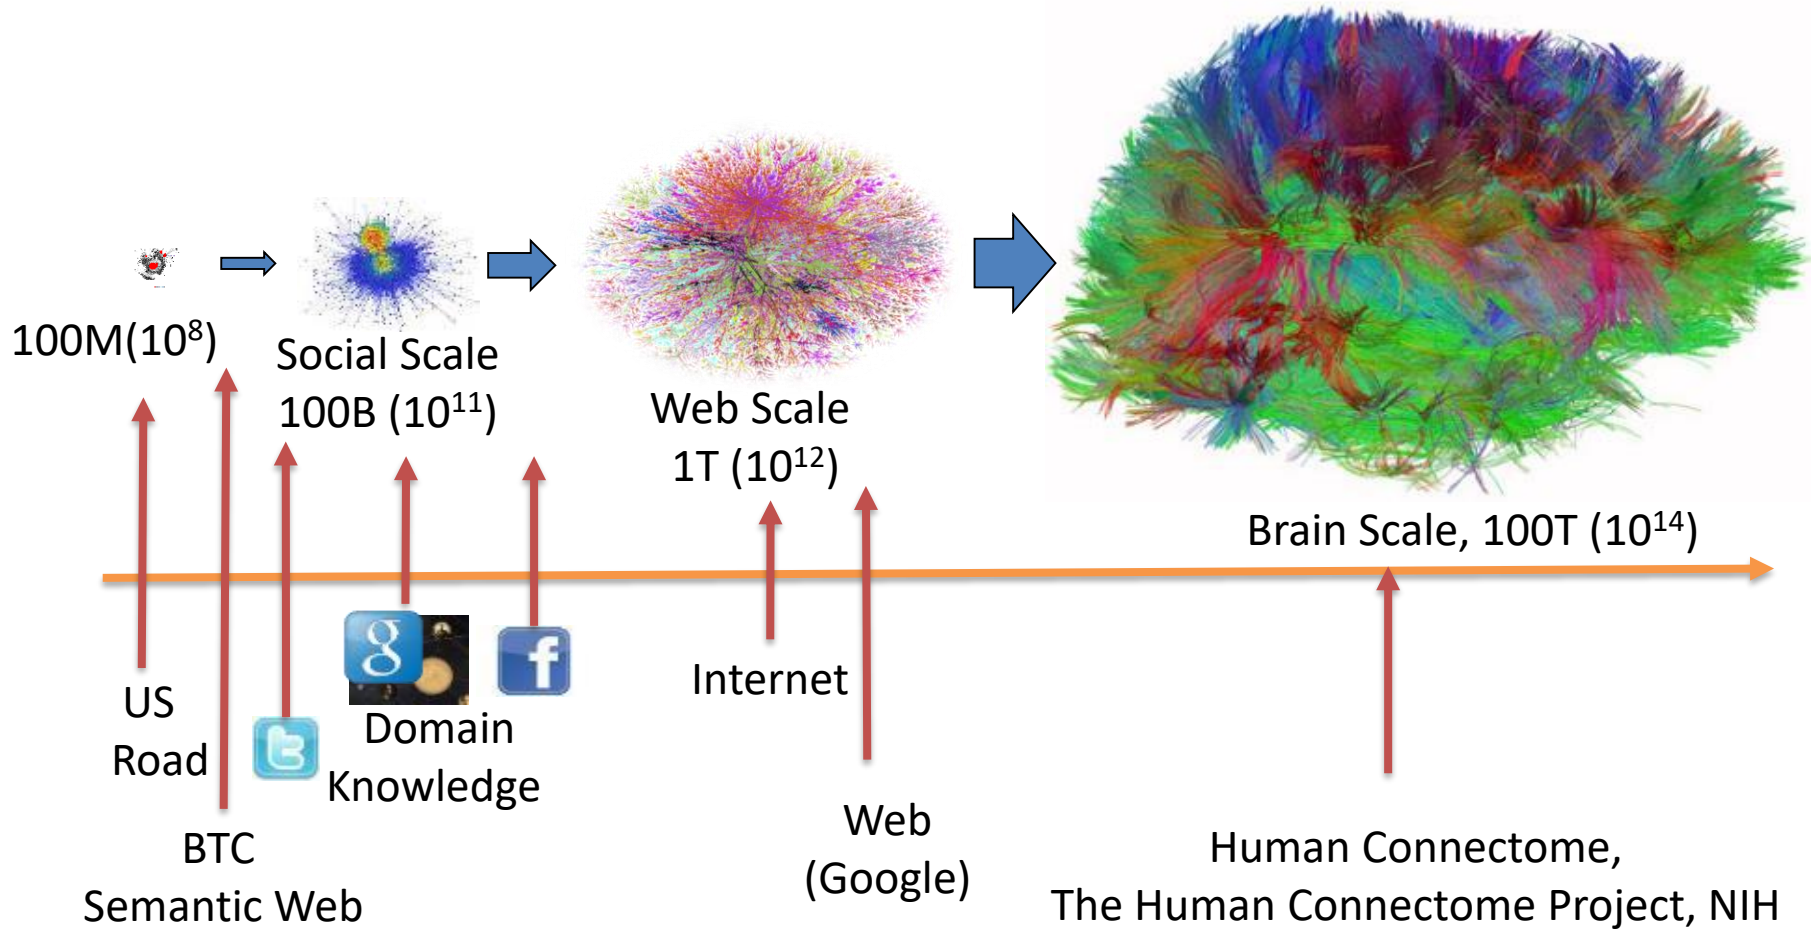 100M(10⁸)
Social Scale
100B (10¹¹)
Web Scale
1T (10¹²)
Brain Scale, 100T (10¹⁴)
US
Road
BTC
Semantic Web
t
g
Domain
Knowledge
f
Internet
Web
(Google)
Human Connectome,
The Human Connectome Project, NIH